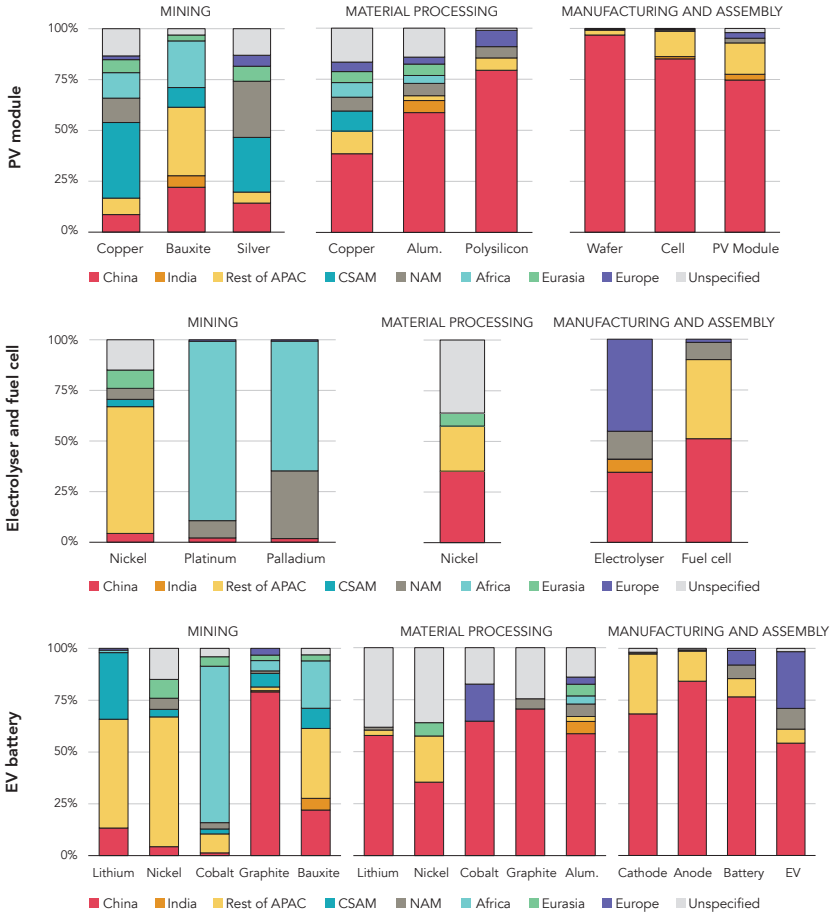 MINING MATERIAL PROCESSING MANUFACTURING AND ASSEMBLY
PV module
100%
75%
50%
25%
0%
Copper Bauxite Silver Copper Alum. Polysilicon Wafer Cell PV Module
China India Rest of APAC CSAM NAM Africa Eurasia Europe Unspecified
MINING MATERIAL PROCESSING MANUFACTURING AND ASSEMBLY
Electrolyser and fuel cell
100%
75%
50%
25%
0%
Nickel Platinum Palladium Nickel Electrolyser Fuel cell
China India Rest of APAC CSAM NAM Africa Eurasia Europe Unspecified
MINING MATERIAL PROCESSING MANUFACTURING AND ASSEMBLY
EV battery
100%
75%
50%
25%
0%
Lithium Nickel Cobalt Graphite Bauxite Lithium Nickel Cobalt Graphite Alum. Cathode Anode Battery EV
China India Rest of APAC CSAM NAM Africa Eurasia Europe Unspecified